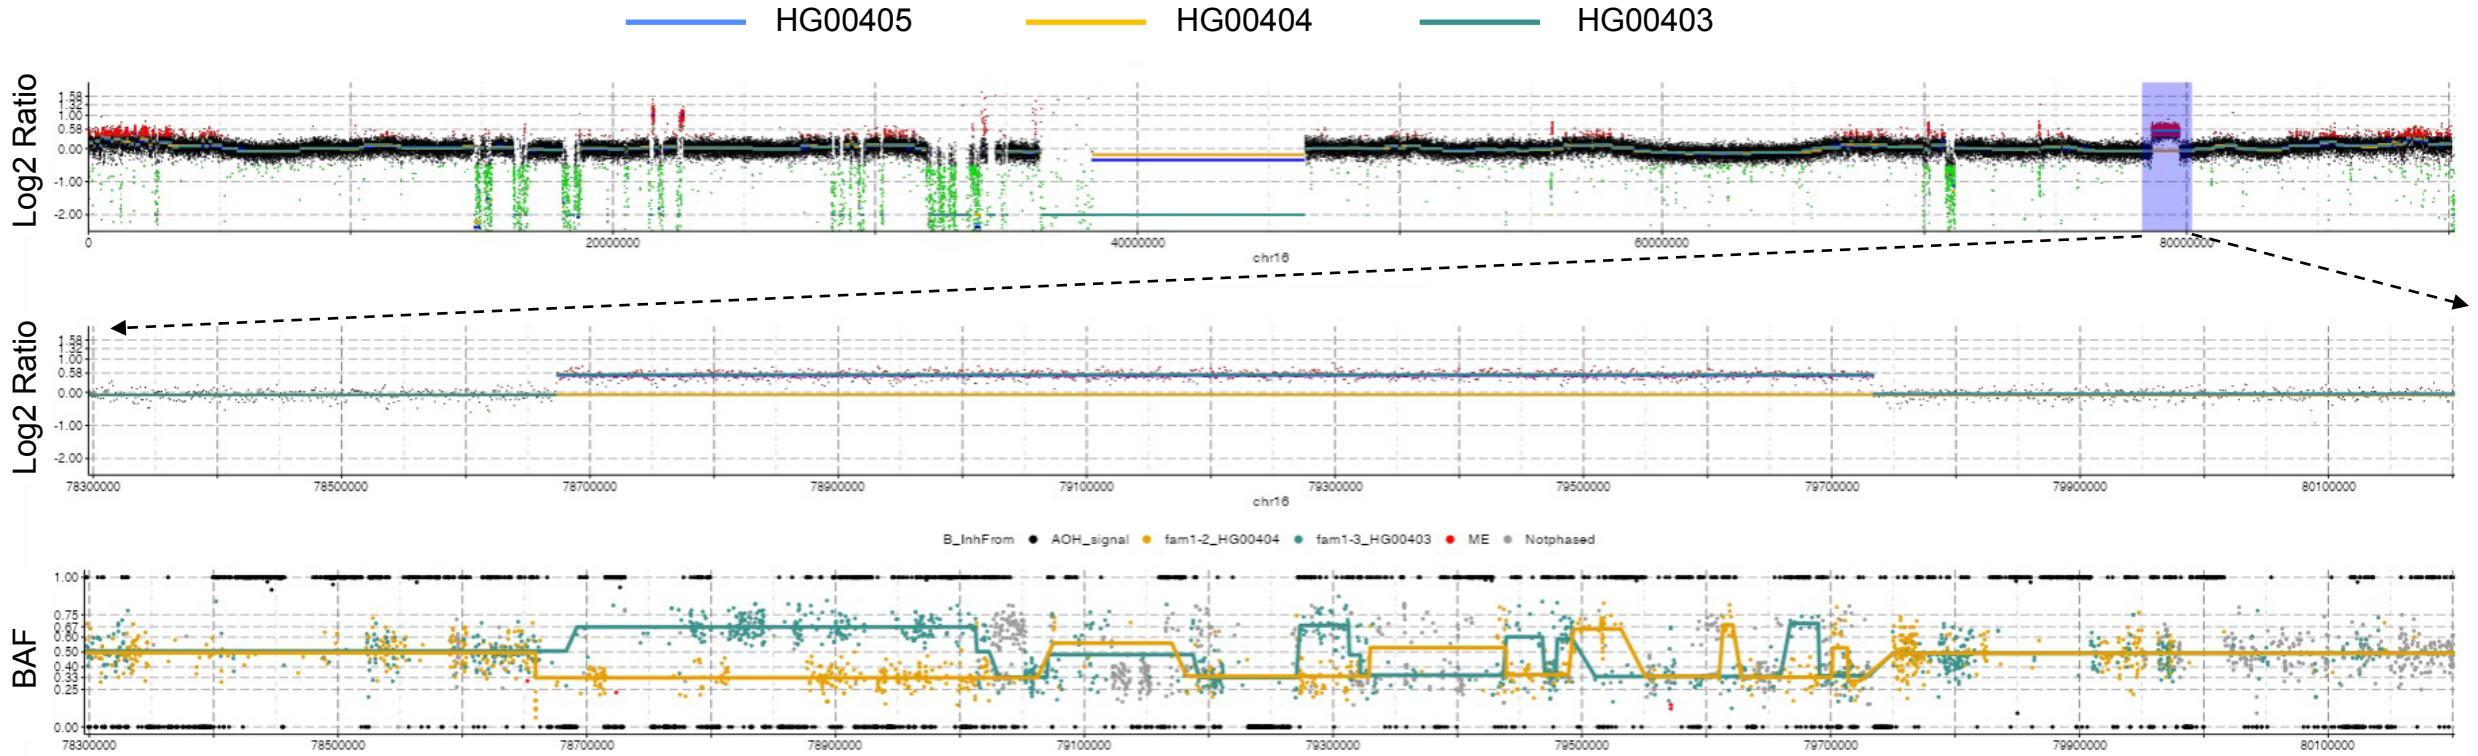 HG00405 HG00404 HG00403
Log2 Ratio
1.58
1.32
1.00
0.58
0.00
-1.00
-2.00
0 20000000 40000000 60000000 80000000
chr16
Log2 Ratio
1.58
1.32
1.00
0.58
0.00
-1.00
-2.00
78300000 78500000 78700000 78900000 79100000 79300000 79500000 79700000 79900000 80100000
chr16
B_InhFrom AOH_signal fam1-2_HG00404 fam1-3_HG00403 ME Notphased
BAF
1.00
0.75
0.67
0.60
0.50
0.40
0.33
0.25
0.00
78300000 78500000 78700000 78900000 79100000 79300000 79500000 79700000 79900000 80100000